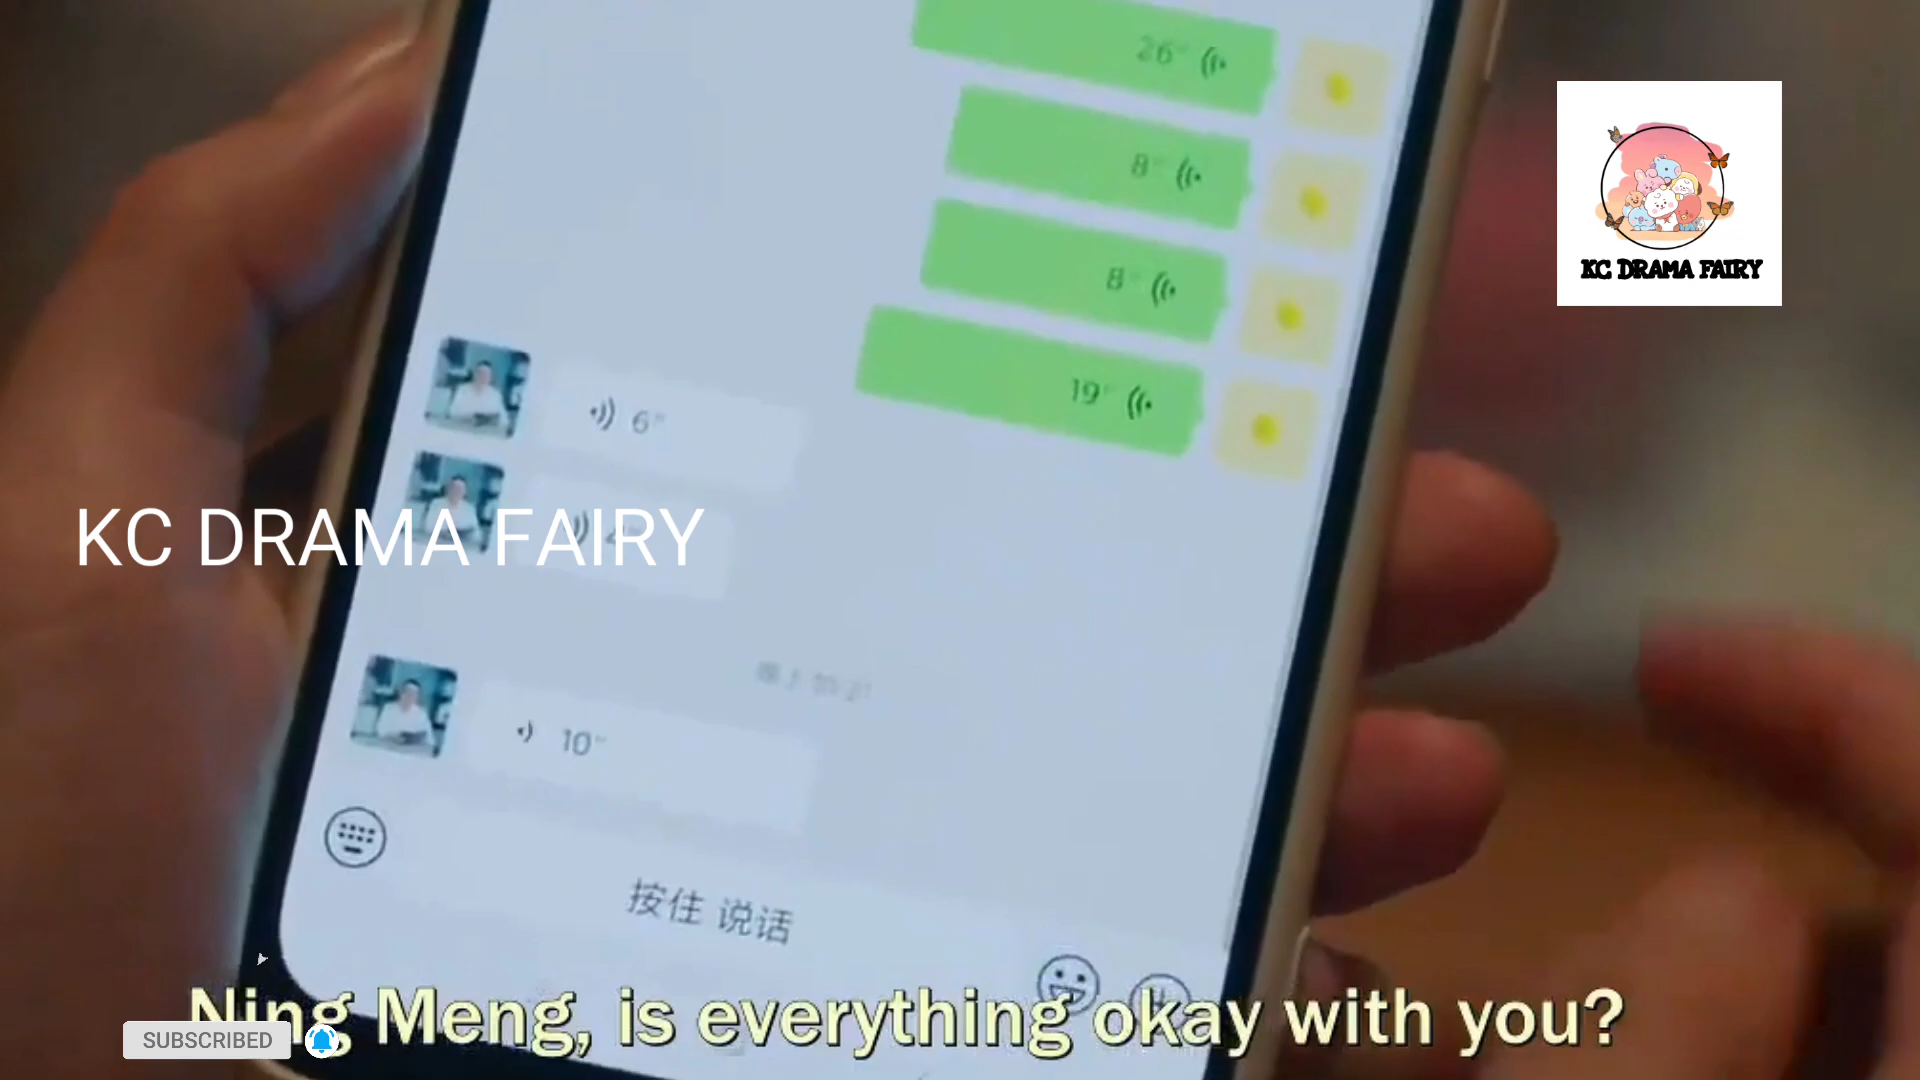 26"
8"
8"
19"
6"
10"
按住 说话
KC DRAMA FAIRY
KC DRAMA FAIRY
Ning Meng, is everything okay with you?
SUBSCRIBED